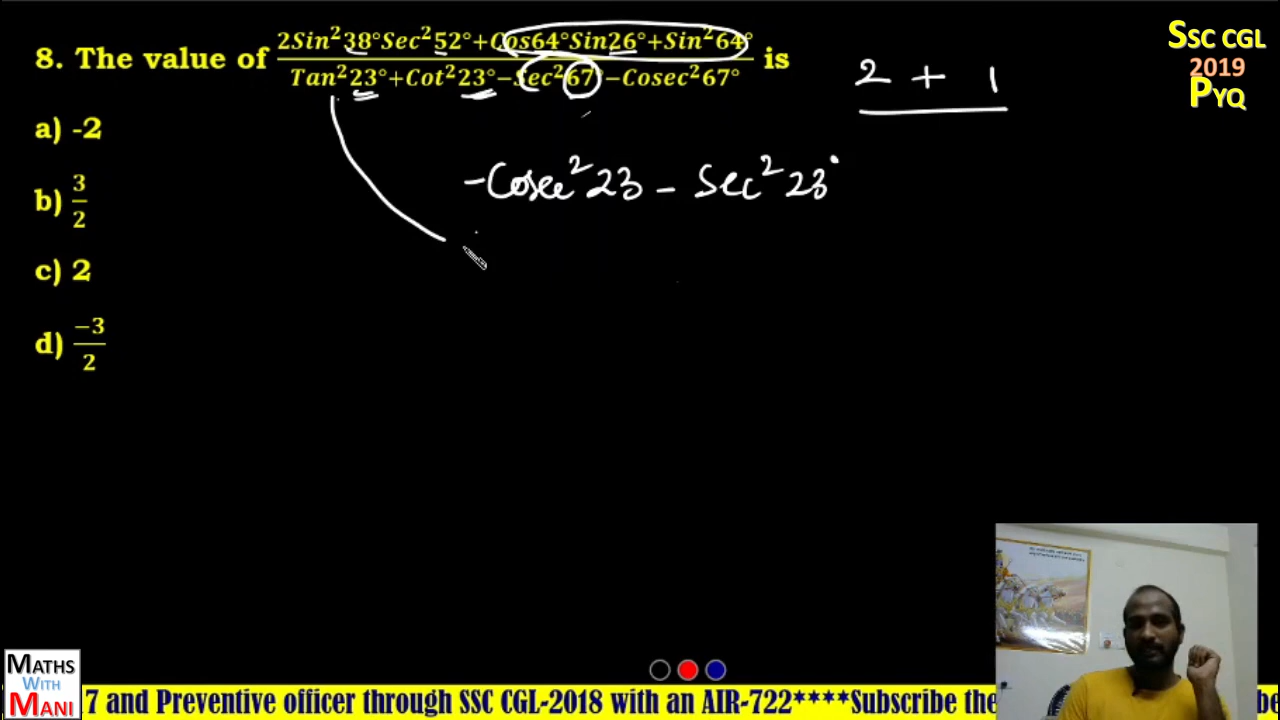 8. The value of (2Sin²38°Sec²52°+Cos64°Sin26°+Sin²64°)/(Tan²23°+Cot²23°−Sec²67°−Cosec²67°) is
a) -2
b) 3/2
c) 2
d) −3/2
2 + 1
−Cosec²23 − Sec²23°
SSC CGL
2019
PYQ
MATHS
WITH
MANI
7 and Preventive officer through SSC CGL-2018 with an AIR-722****Subscribe the
be